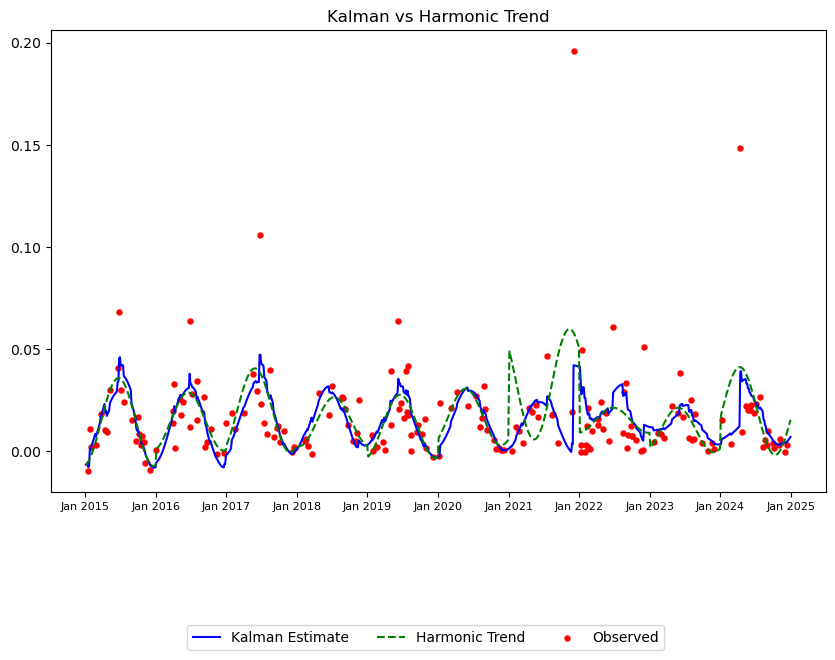 Kalman vs Harmonic Trend
0.20
0.15
0.10
0.05
0.00
Jan 2015 Jan 2016 Jan 2017 Jan 2018 Jan 2019 Jan 2020 Jan 2021 Jan 2022 Jan 2023 Jan 2024 Jan 2025
Kalman Estimate Harmonic Trend Observed